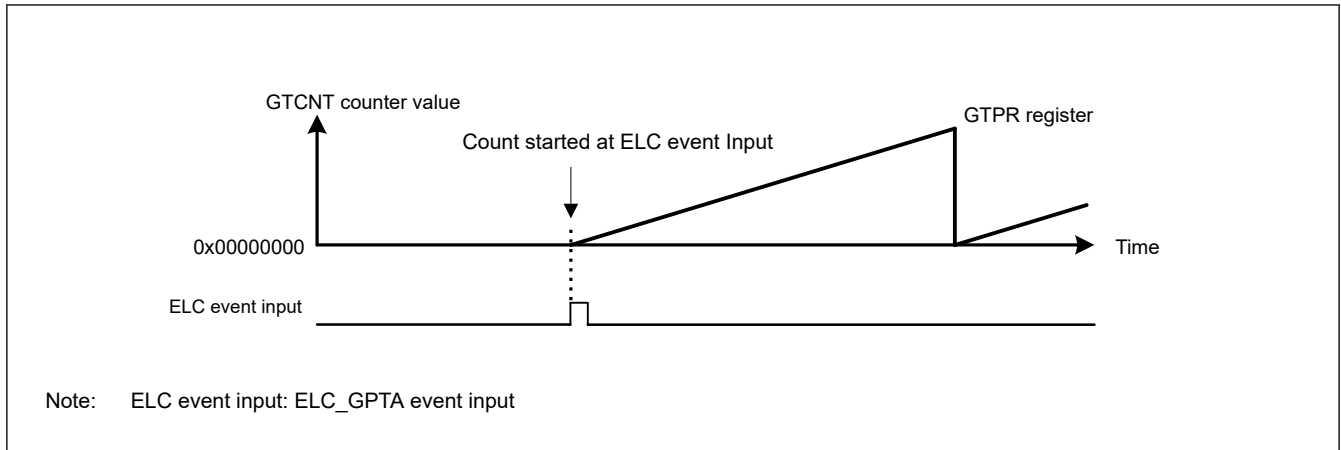 GTCNT counter value
GTPR register
Count started at ELC event Input
0x00000000
Time
ELC event input
Note: ELC event input: ELC_GPTA event input